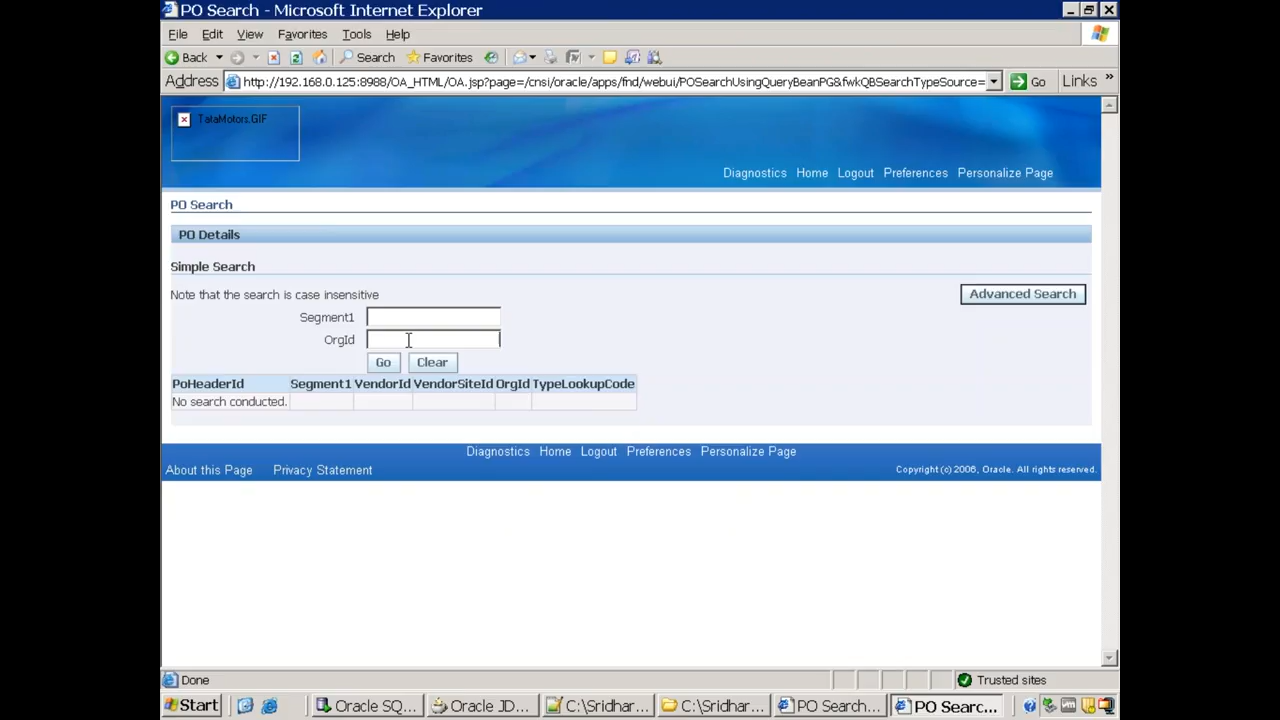 PO Search - Microsoft Internet Explorer
File Edit View Favorites Tools Help
Back Search Favorites
Address http://192.168.0.125:8988/OA_HTML/OA.jsp?page=/cnsi/oracle/apps/fnd/webui/POSearchUsingQueryBeanPG&fwkQBSearchTypeSource= Go Links »
TataMotors.GIF
Diagnostics Home Logout Preferences Personalize Page
PO Search
PO Details
Simple Search
Note that the search is case insensitive
Advanced Search
Segment1
OrgId
Go Clear
PoHeaderId Segment1 VendorId VendorSiteId OrgId TypeLookupCode
No search conducted.
Diagnostics Home Logout Preferences Personalize Page
About this Page Privacy Statement Copyright (c) 2006, Oracle. All rights reserved.
Done Trusted sites
Start Oracle SQ... Oracle JD... C:\Sridhar... C:\Sridhar... PO Search... PO Searc...